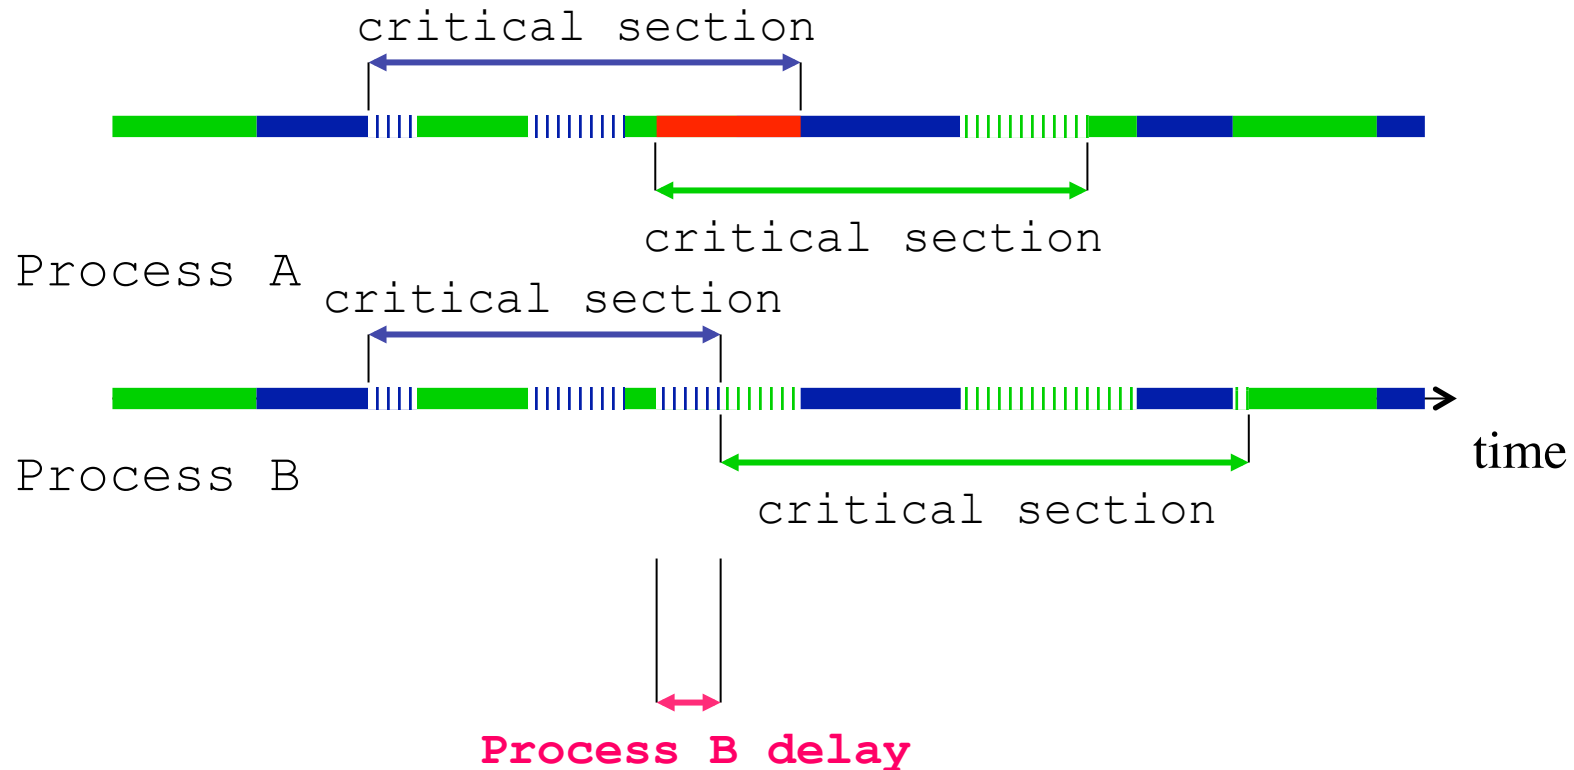 critical section
critical section
Process A
critical section
Process B
time
critical section
Process B delay